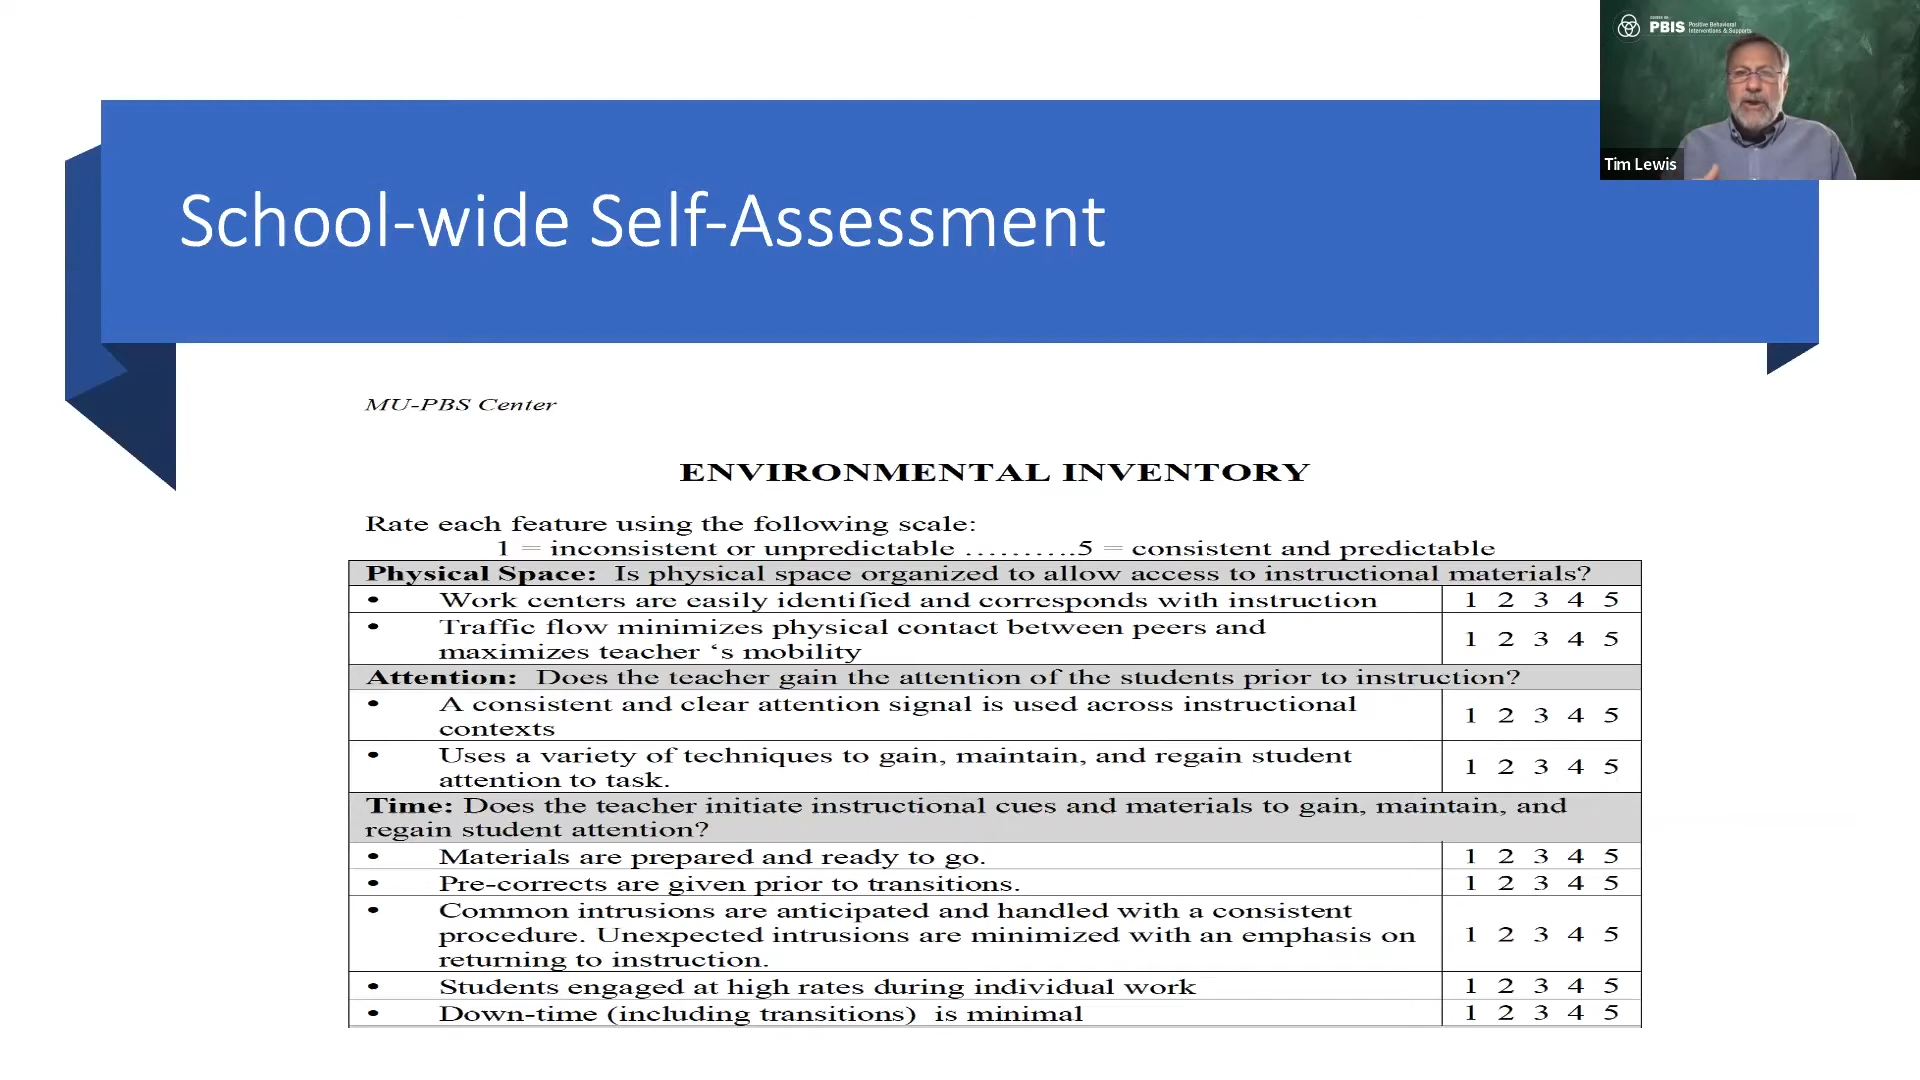 CENTER ON
PBIS Positive Behavioral
Interventions & Supports
Tim Lewis
School-wide Self-Assessment
MU-PBS Center
ENVIRONMENTAL INVENTORY
Rate each feature using the following scale:
1 = inconsistent or unpredictable ……….5 = consistent and predictable
Physical Space: Is physical space organized to allow access to instructional materials?
• Work centers are easily identified and corresponds with instruction 1 2 3 4 5
• Traffic flow minimizes physical contact between peers and
maximizes teacher ‘s mobility 1 2 3 4 5
Attention: Does the teacher gain the attention of the students prior to instruction?
• A consistent and clear attention signal is used across instructional
contexts 1 2 3 4 5
• Uses a variety of techniques to gain, maintain, and regain student
attention to task. 1 2 3 4 5
Time: Does the teacher initiate instructional cues and materials to gain, maintain, and
regain student attention?
• Materials are prepared and ready to go. 1 2 3 4 5
• Pre-corrects are given prior to transitions. 1 2 3 4 5
• Common intrusions are anticipated and handled with a consistent
procedure. Unexpected intrusions are minimized with an emphasis on
returning to instruction. 1 2 3 4 5
• Students engaged at high rates during individual work 1 2 3 4 5
• Down-time (including transitions) is minimal 1 2 3 4 5